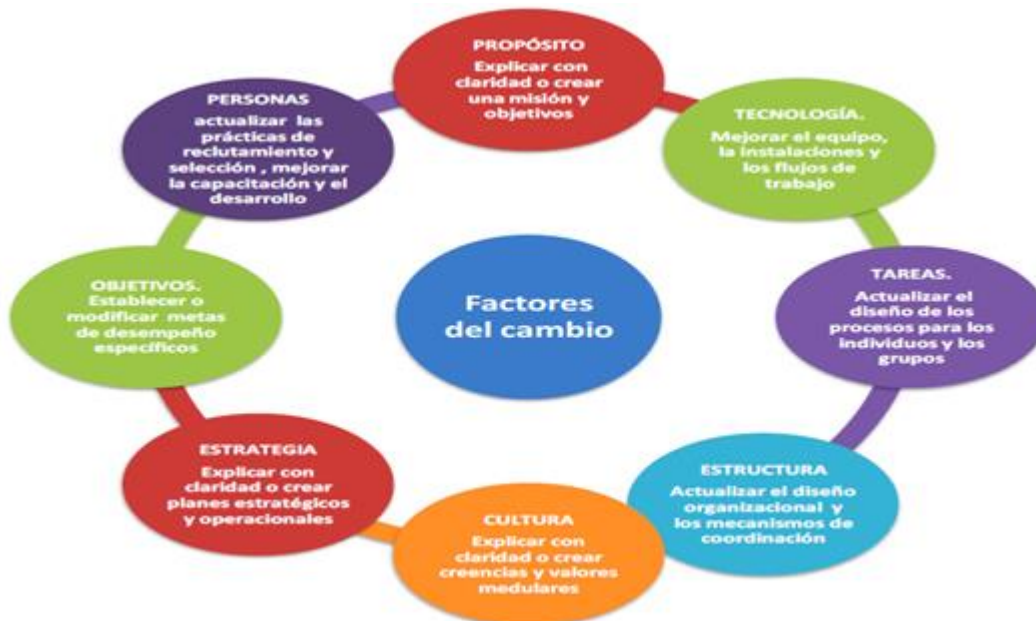 PROPÓSITO
Explicar con
claridad o crear
una misión y
objetivos
TECNOLOGÍA.
Mejorar el equipo,
la instalaciones y
los flujos de
trabajo
TAREAS.
Actualizar el
diseño de los
procesos para los
individuos y los
grupos
ESTRUCTURA
Actualizar el diseño
organizacional y
los mecanismos de
coordinación
CULTURA
Explicar con
claridad o crear
creencias y valores
medulares
ESTRATEGIA
Explicar con
claridad o crear
planes estratégicos
y operacionales
OBJETIVOS.
Establecer o
modificar metas
de desempeño
específicos
PERSONAS
actualizar las
prácticas de
reclutamiento y
selección , mejorar
la capacitación y el
desarrollo
Factores
del cambio